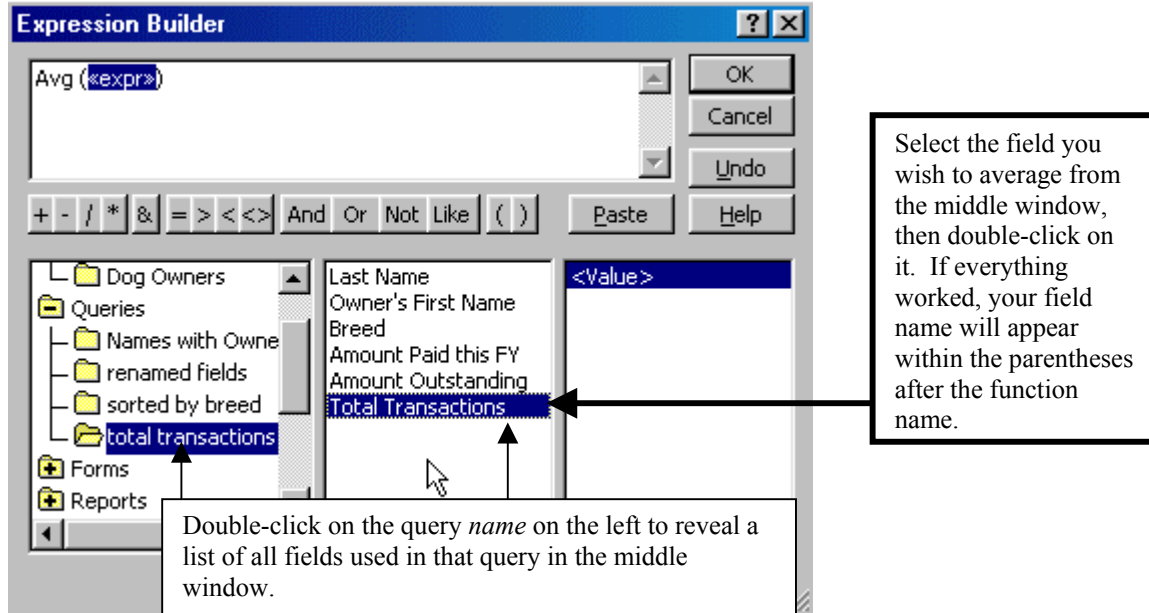 Expression Builder
? ×
Avg («expr»)
OK
Cancel
Undo
+ - / * & = > < <> And Or Not Like ( ) Paste Help
Dog Owners
Queries
Names with Owne
renamed fields
sorted by breed
total transactions
Forms
Reports
Last Name
Owner's First Name
Breed
Amount Paid this FY
Amount Outstanding
Total Transactions
<Value>
Select the field you
wish to average from
the middle window,
then double-click on
it. If everything
worked, your field
name will appear
within the parentheses
after the function
name.
Double-click on the query name on the left to reveal a
list of all fields used in that query in the middle
window.